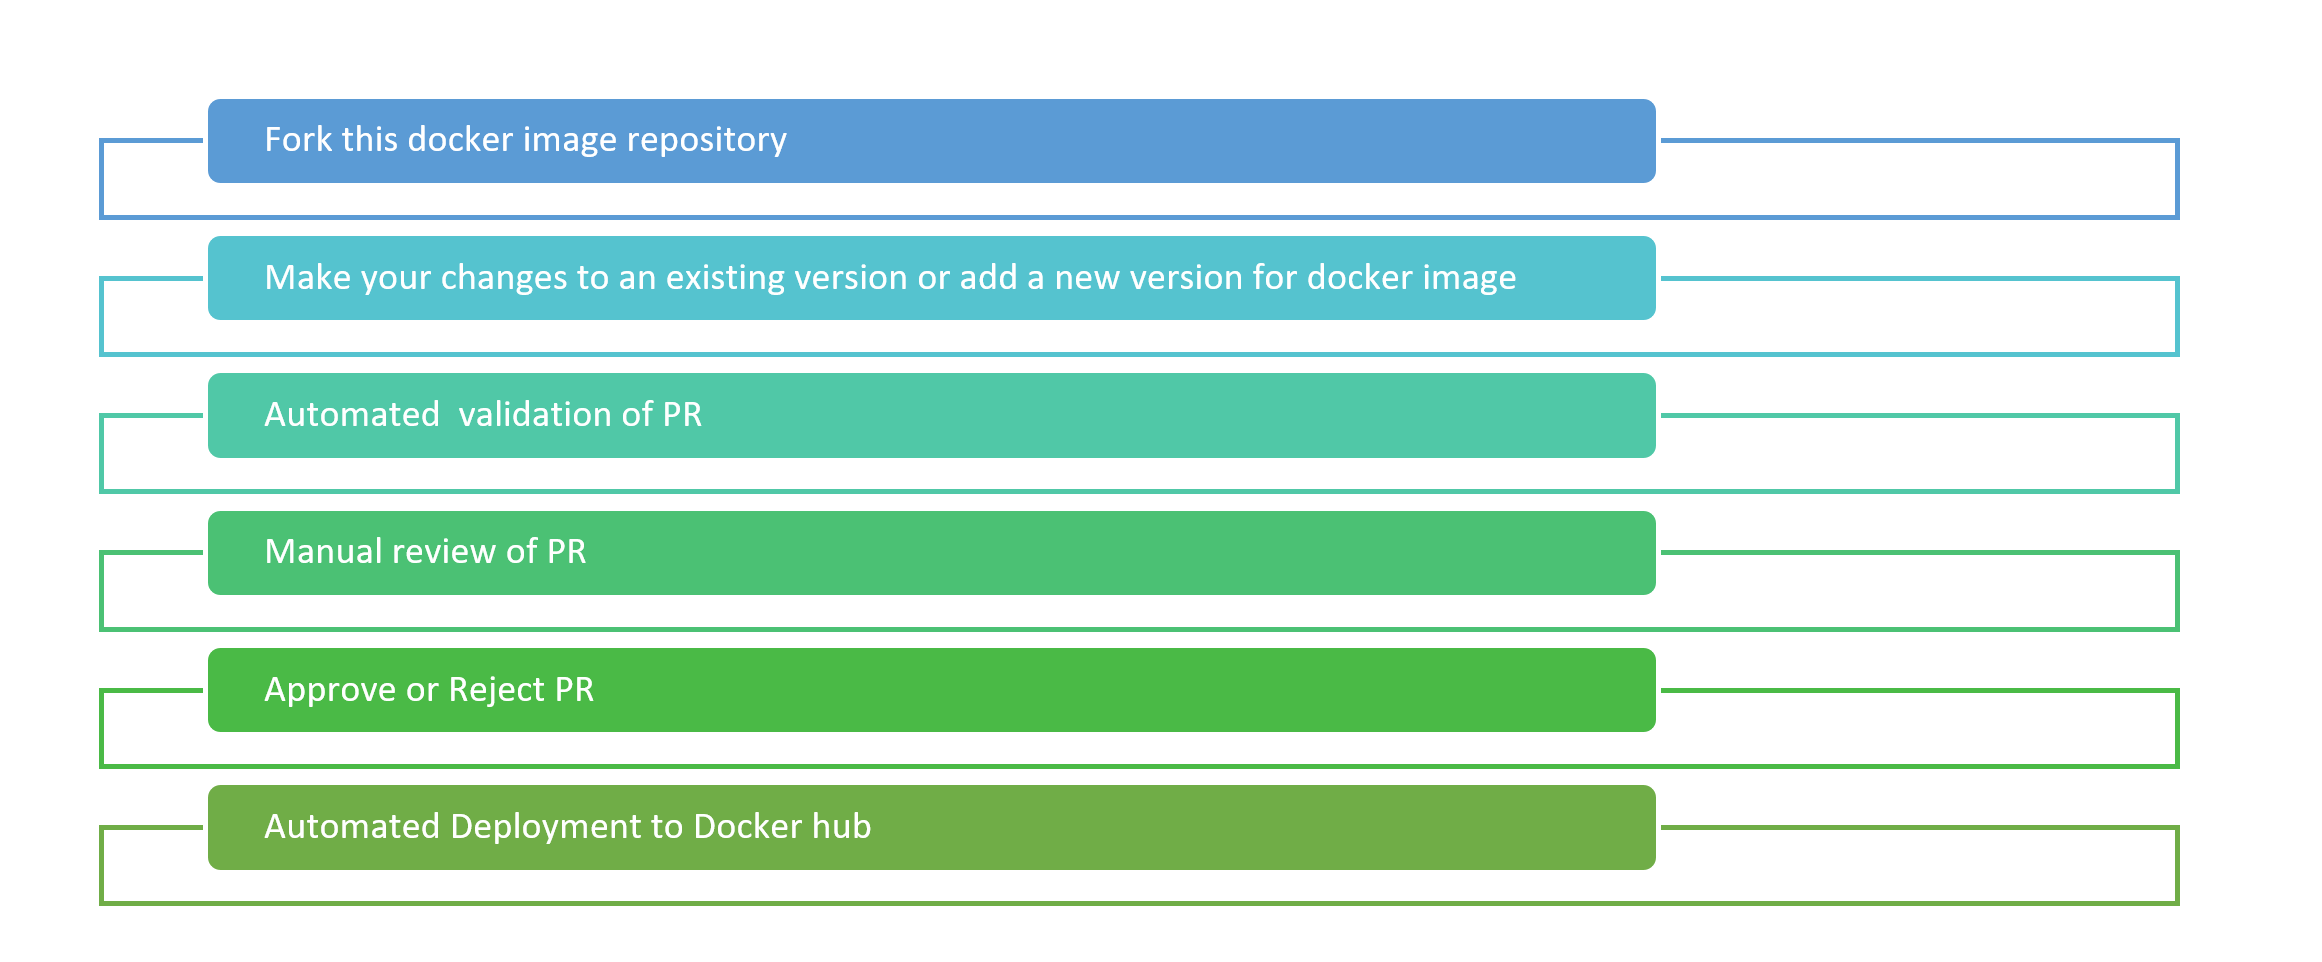 Fork this docker image repository
Make your changes to an existing version or add a new version for docker image
Automated  validation of PR
Manual review of PR
Approve or Reject PR
Automated Deployment to Docker hub